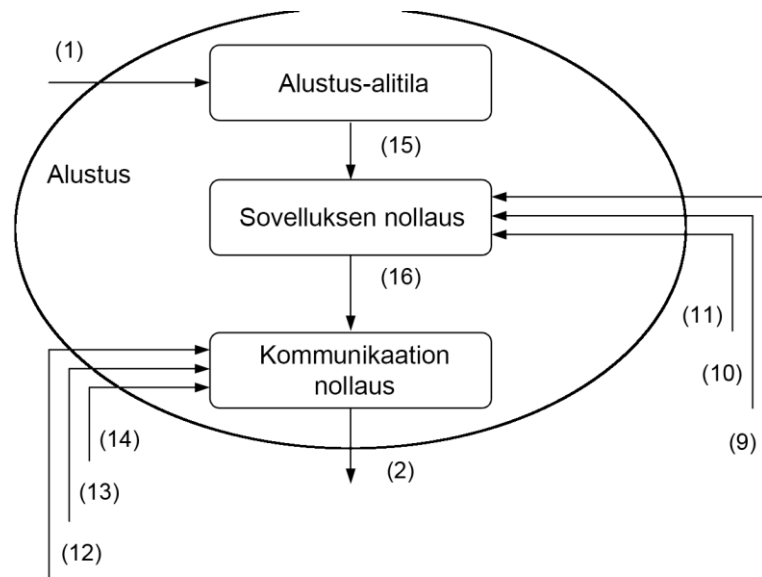 (1)
Alustus-alitila
(15)
Alustus
Sovelluksen nollaus
(16)
(11)
Kommunikaation
nollaus
(10)
(14)
(2)
(9)
(13)
(12)